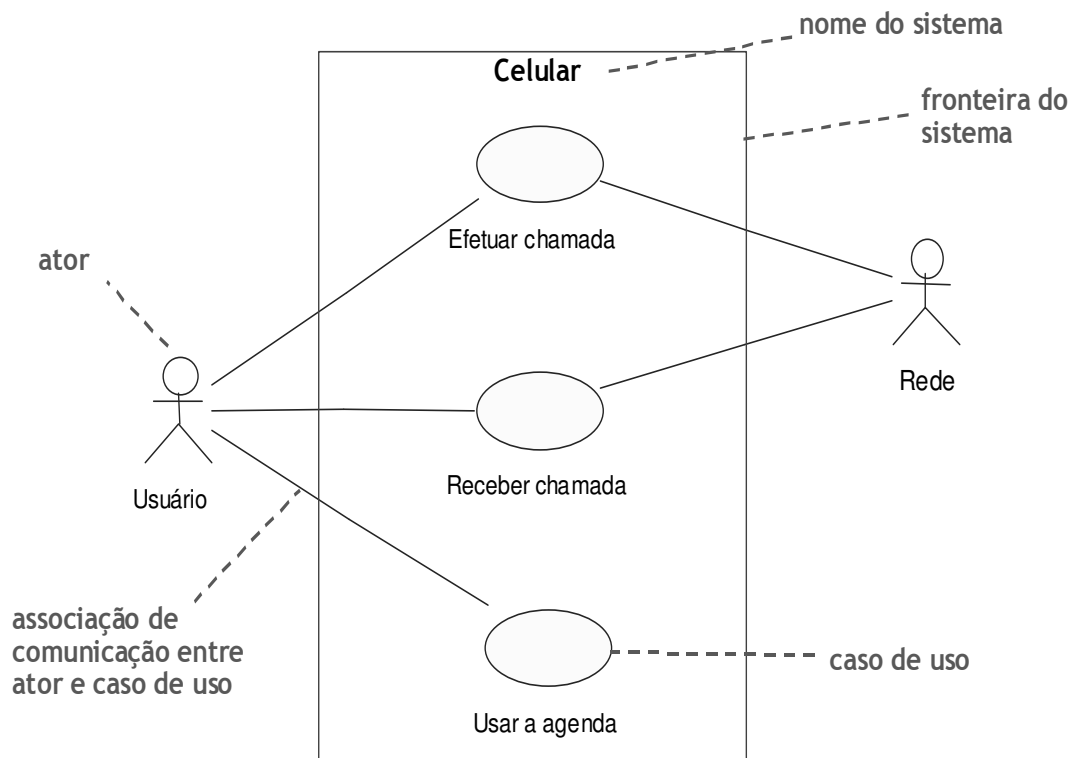 nome do sistema
Celular
fronteira do
sistema
Efetuar chamada
ator
Rede
Receber chamada
Usuário
associação de
comunicação entre
ator e caso de uso
caso de uso
Usar a agenda